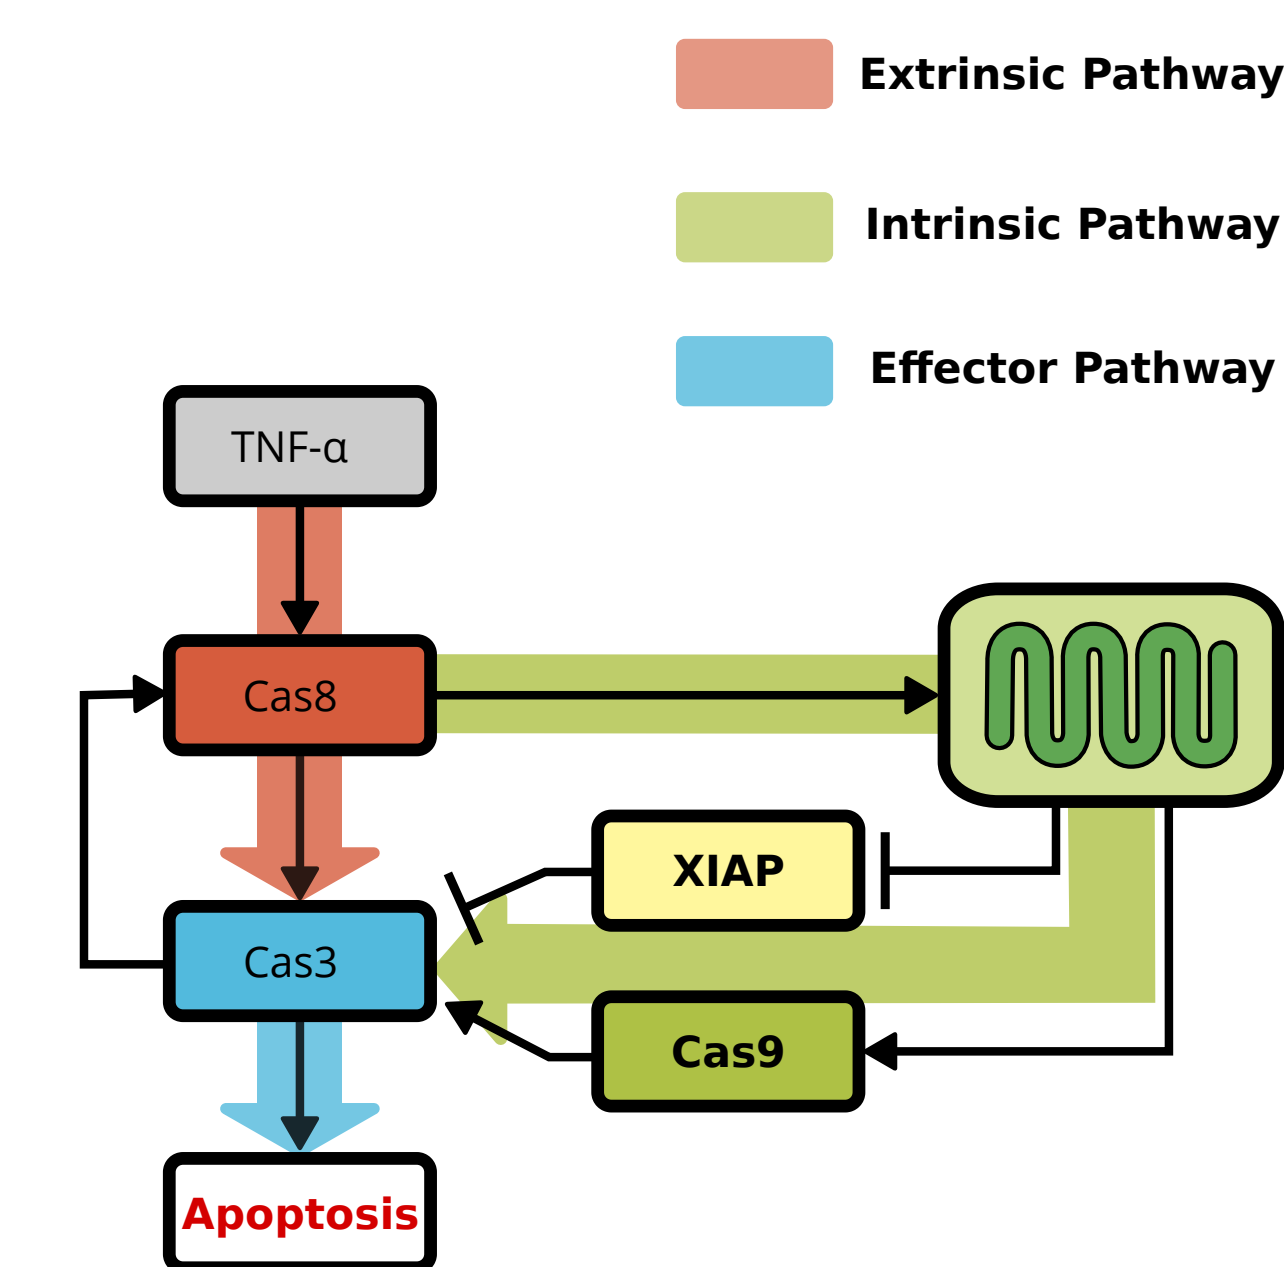 Extrinsic Pathway
Intrinsic Pathway
Effector Pathway
TNF-α
Cas8
XIAP
Cas3
Cas9
Apoptosis